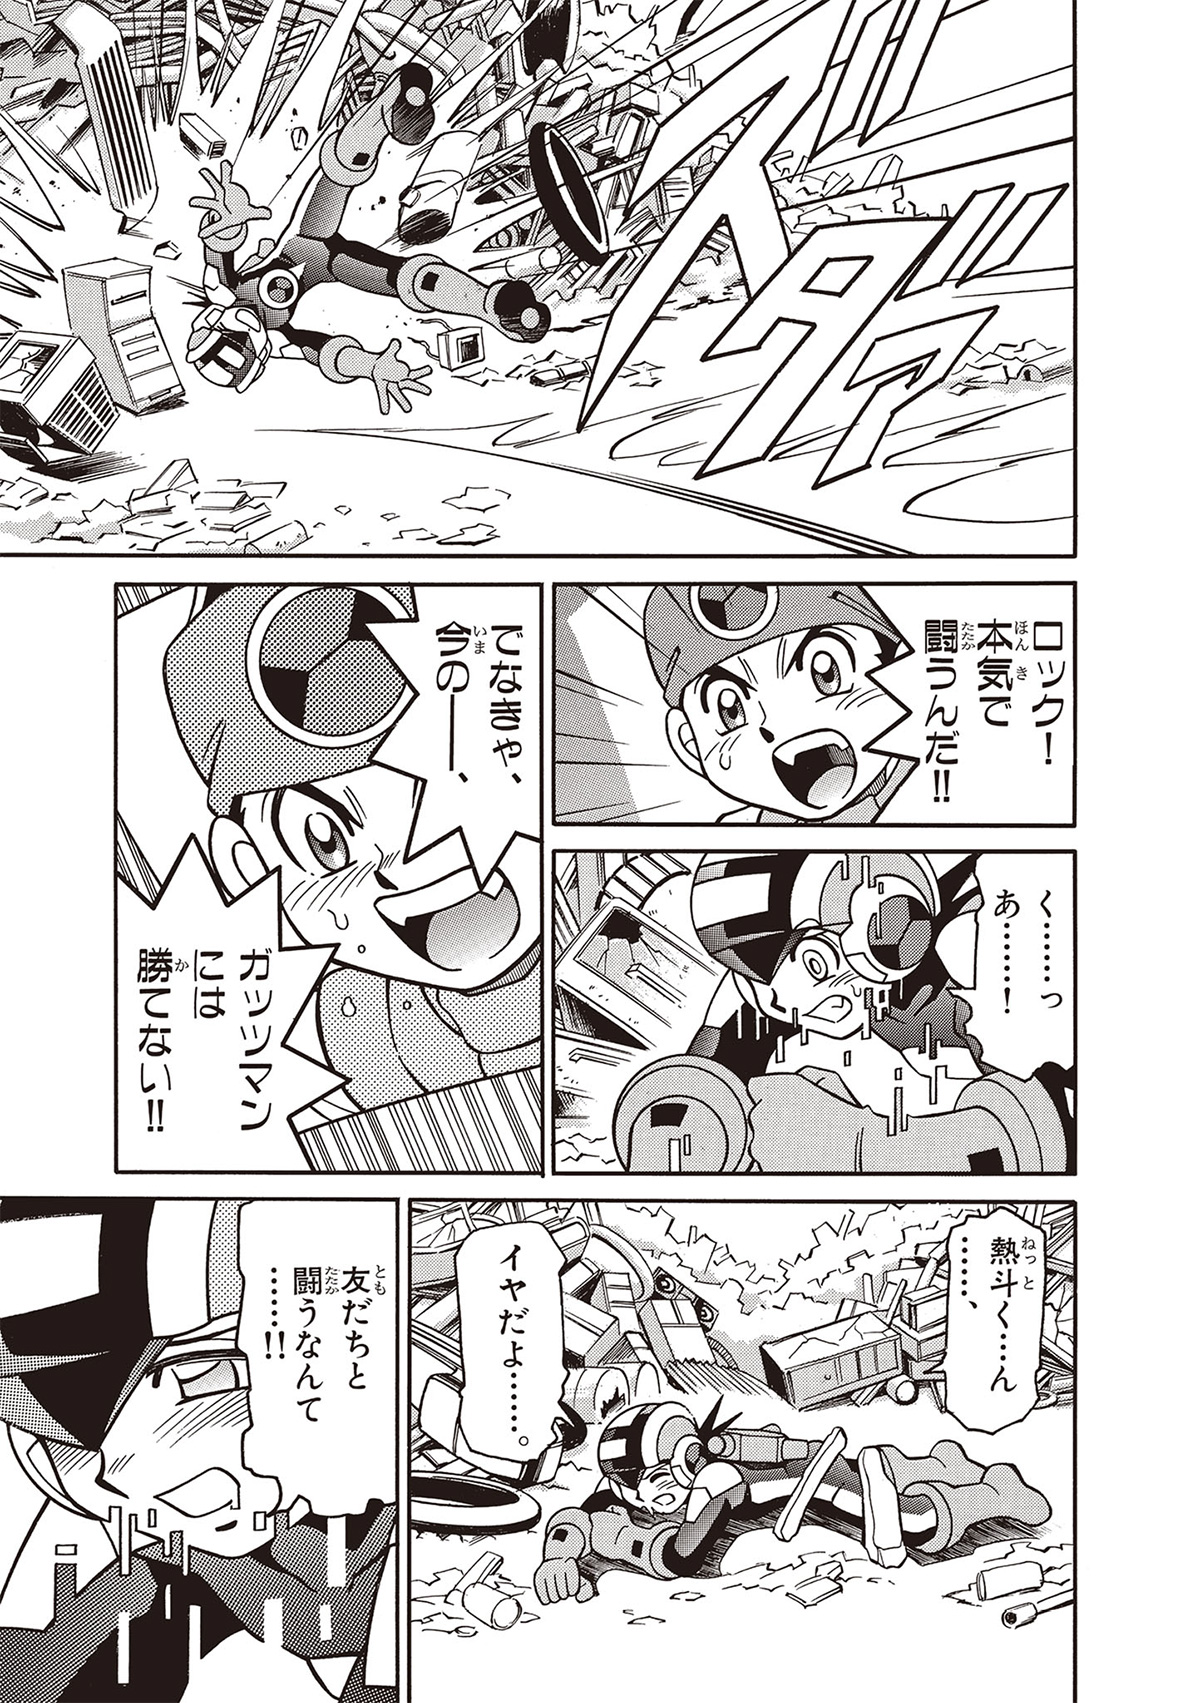 ズダダァ
ロック！
本気で
闘うんだ!!
く……っ
あ………！
でなきゃ、
今の――、
ガッツマン
には
勝てない!!
熱斗く…ん
……、
イヤだよ……。
友だちと
闘うなんて
……!!